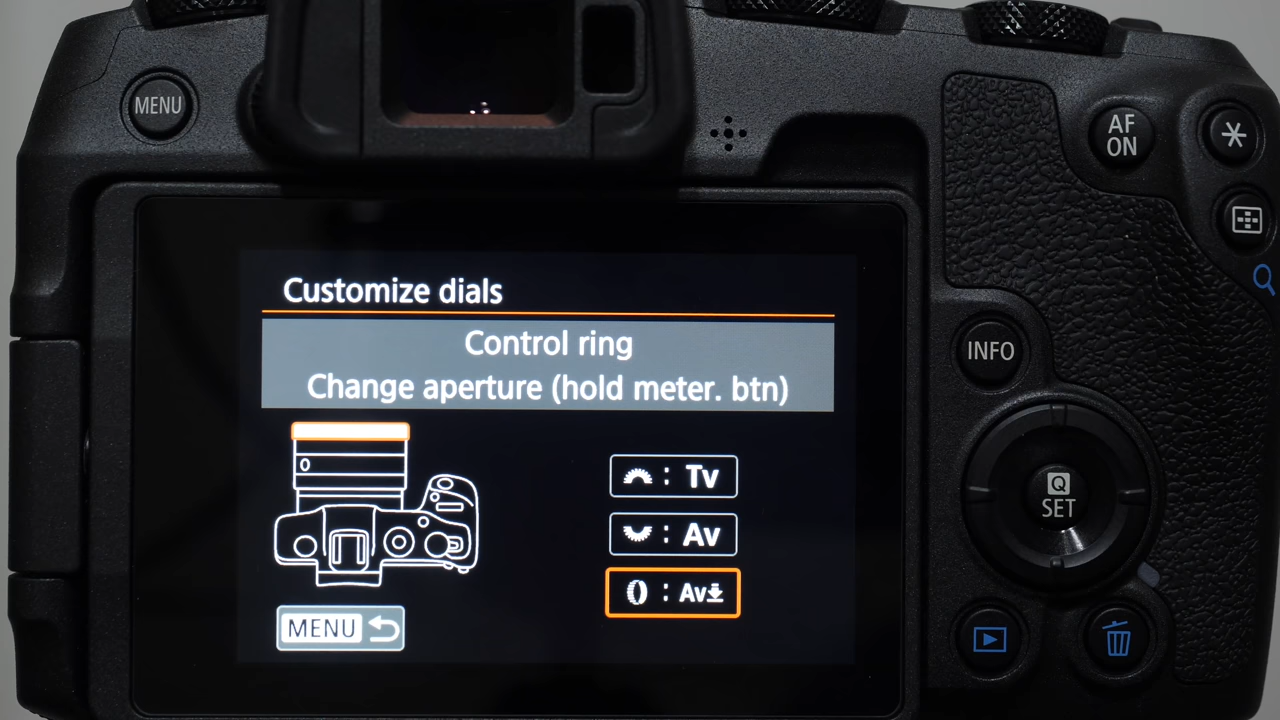 MENU
AF
ON
Customize dials
Control ring
Change aperture (hold meter. btn)
INFO
: Tv
: Av
: Av
Q
SET
MENU